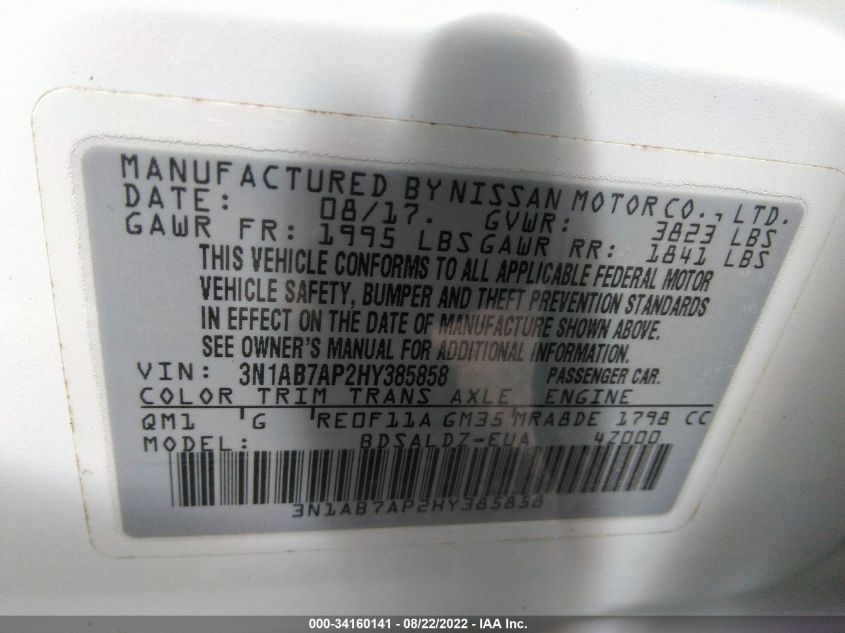 MANUFACTURED BY NISSAN MOTOR CO., LTD.
DATE: 08/17. GVWR: 3823 LBS
GAWR FR: 1995 LBS GAWR RR: 1841 LBS
THIS VEHICLE CONFORMS TO ALL APPLICABLE FEDERAL MOTOR
VEHICLE SAFETY, BUMPER AND THEFT PREVENTION STANDARDS
IN EFFECT ON THE DATE OF MANUFACTURE SHOWN ABOVE.
SEE OWNER'S MANUAL FOR ADDITIONAL INFORMATION.
VIN: 3N1AB7AP2HY385858 PASSENGER CAR.
COLOR TRIM TRANS AXLE ENGINE
QM1 G RE0F11A GM35 MRA8DE 1798 CC
MODEL: BDSALDZ-EUA 4Z000
3N1AB7AP2HY385858
000-34160141 - 08/22/2022 - IAA Inc.